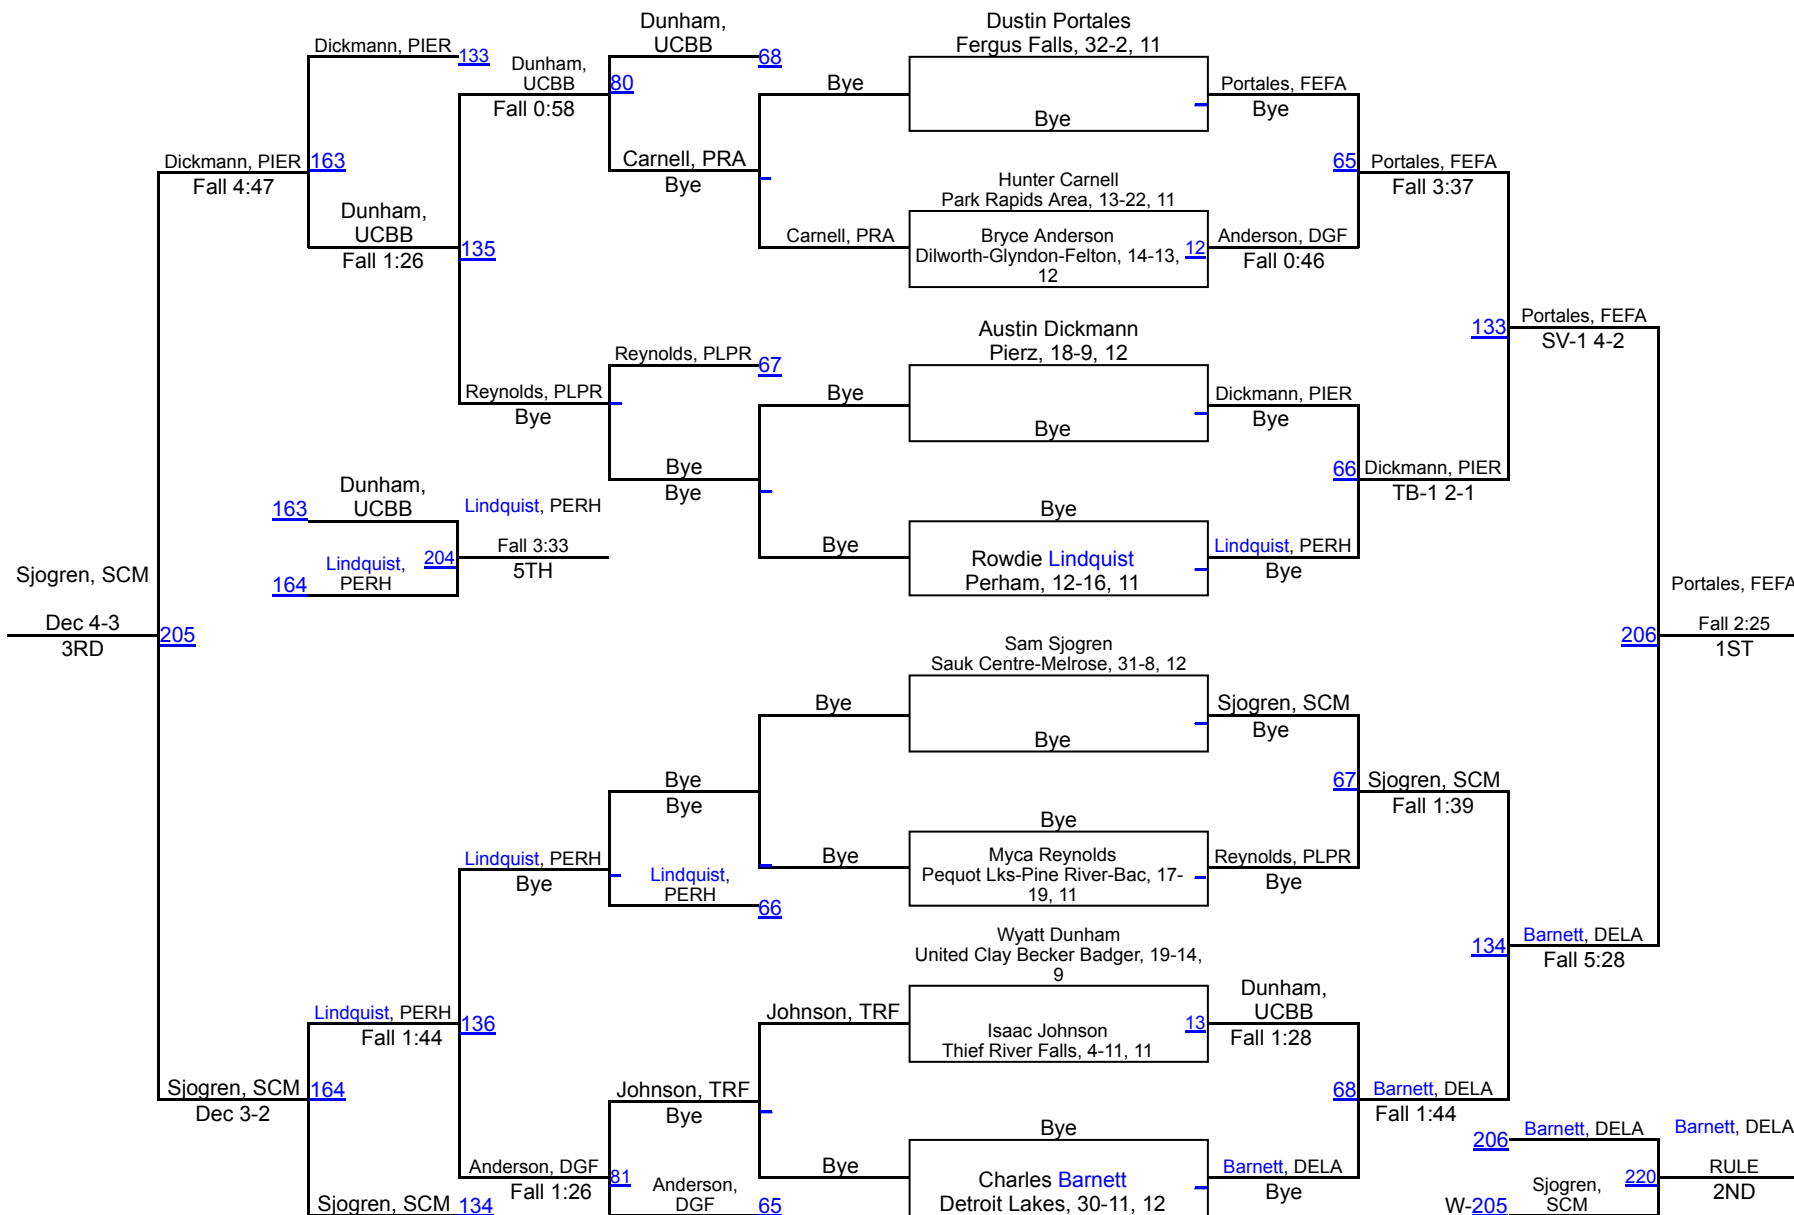 Dunham,
UCBB
68
Dustin Portales
Fergus Falls, 32-2, 11
Dickmann, PIER
133
Dunham,
UCBB
80
Fall 0:58
Bye
Bye
Portales, FEFA
Bye
Dickmann, PIER
163
Fall 4:47
Carnell, PRA
Bye
Hunter Carnell
Park Rapids Area, 13-22, 11
65
Portales, FEFA
Fall 3:37
Dunham,
UCBB
Fall 1:26
135
Carnell, PRA
Bryce Anderson
Dilworth-Glyndon-Felton, 14-13,
12
12
Anderson, DGF
Fall 0:46
Austin Dickmann
Pierz, 18-9, 12
133
Portales, FEFA
SV-1 4-2
Reynolds, PLPR
67
Reynolds, PLPR
Bye
Bye
Bye
Dickmann, PIER
Bye
Bye
Bye
66
Dickmann, PIER
TB-1 2-1
163
Dunham,
UCBB
Lindquist, PERH
Bye
164
Lindquist,
PERH
204
Fall 3:33
5TH
Bye
Rowdie Lindquist
Perham, 12-16, 11
Lindquist, PERH
Bye
Sjogren, SCM
Dec 4-3
3RD
205
Portales, FEFA
206
Fall 2:25
1ST
Sam Sjogren
Sauk Centre-Melrose, 31-8, 12
Bye
Bye
Sjogren, SCM
Bye
Bye
Bye
67
Sjogren, SCM
Fall 1:39
Bye
Lindquist, PERH
Bye
Lindquist,
PERH
66
Bye
Myca Reynolds
Pequot Lks-Pine River-Bac, 17-
19, 11
Reynolds, PLPR
Bye
Wyatt Dunham
United Clay Becker Badger, 19-14,
9
134
Barnett, DELA
Fall 5:28
Lindquist, PERH
Fall 1:44
136
Johnson, TRF
Isaac Johnson
Thief River Falls, 4-11, 11
13
Dunham,
UCBB
Fall 1:28
Sjogren, SCM
164
Dec 3-2
Johnson, TRF
Bye
68
Barnett, DELA
Fall 1:44
Bye
206
Barnett, DELA
Barnett, DELA
Anderson, DGF
Fall 1:26
81
Anderson,
DGF
65
Bye
Charles Barnett
Detroit Lakes, 30-11, 12
Barnett, DELA
Bye
Sjogren, SCM
134
W-205
Sjogren,
SCM
220
RULE
2ND